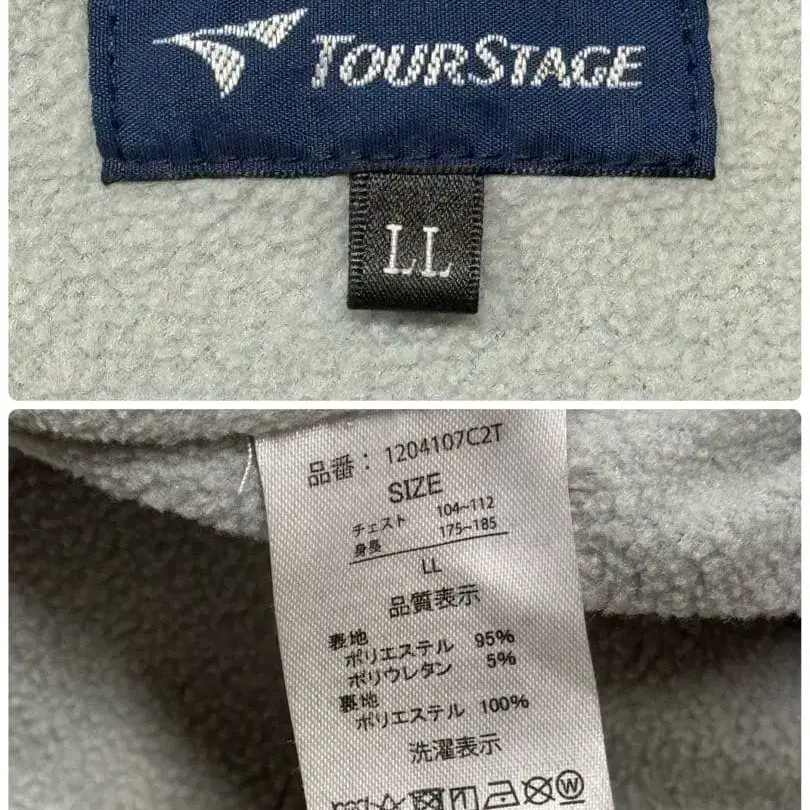 TOURSTAGE
LL
品番： 1204107C2T
SIZE
チェスト 104~112
身長 175~185
LL
品質表示
表地
ポリエステル 95%
ポリウレタン 5%
裏地
ポリエステル 100%
洗濯表示
W